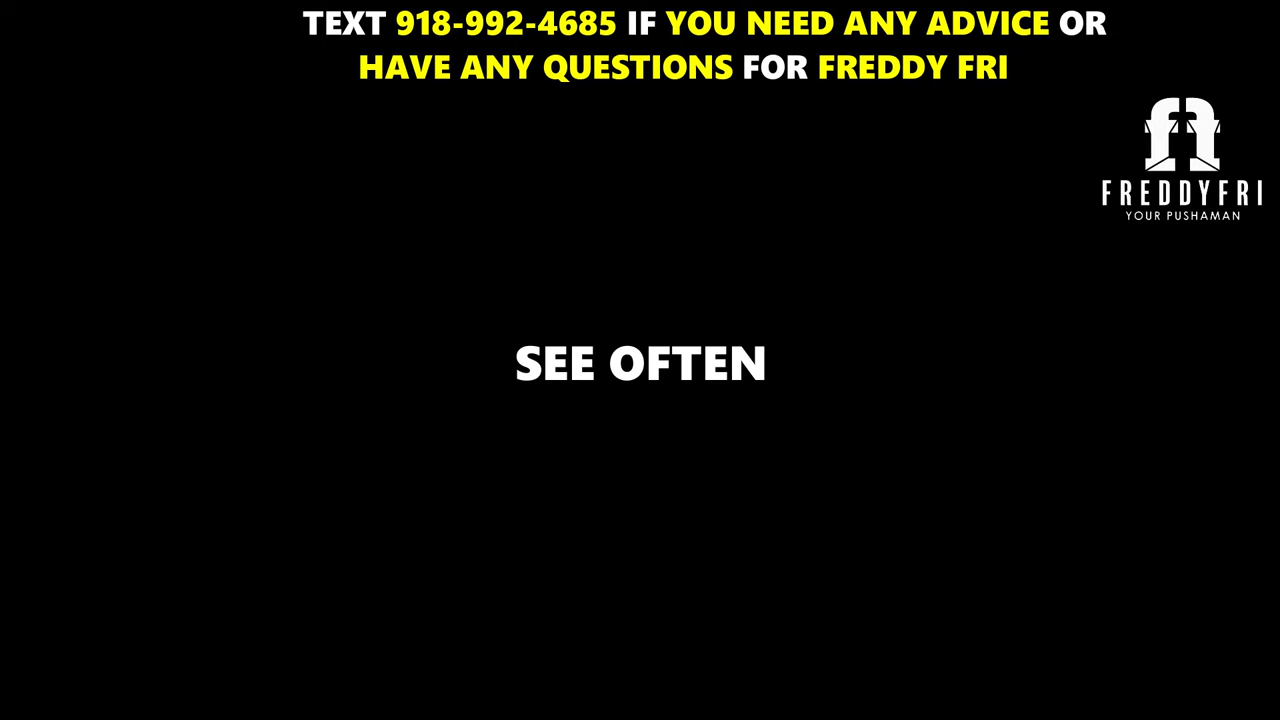 TEXT 918-992-4685 IF YOU NEED ANY ADVICE OR
HAVE ANY QUESTIONS FOR FREDDY FRI
FREDDYFRI
YOUR PUSHAMAN
SEE OFTEN